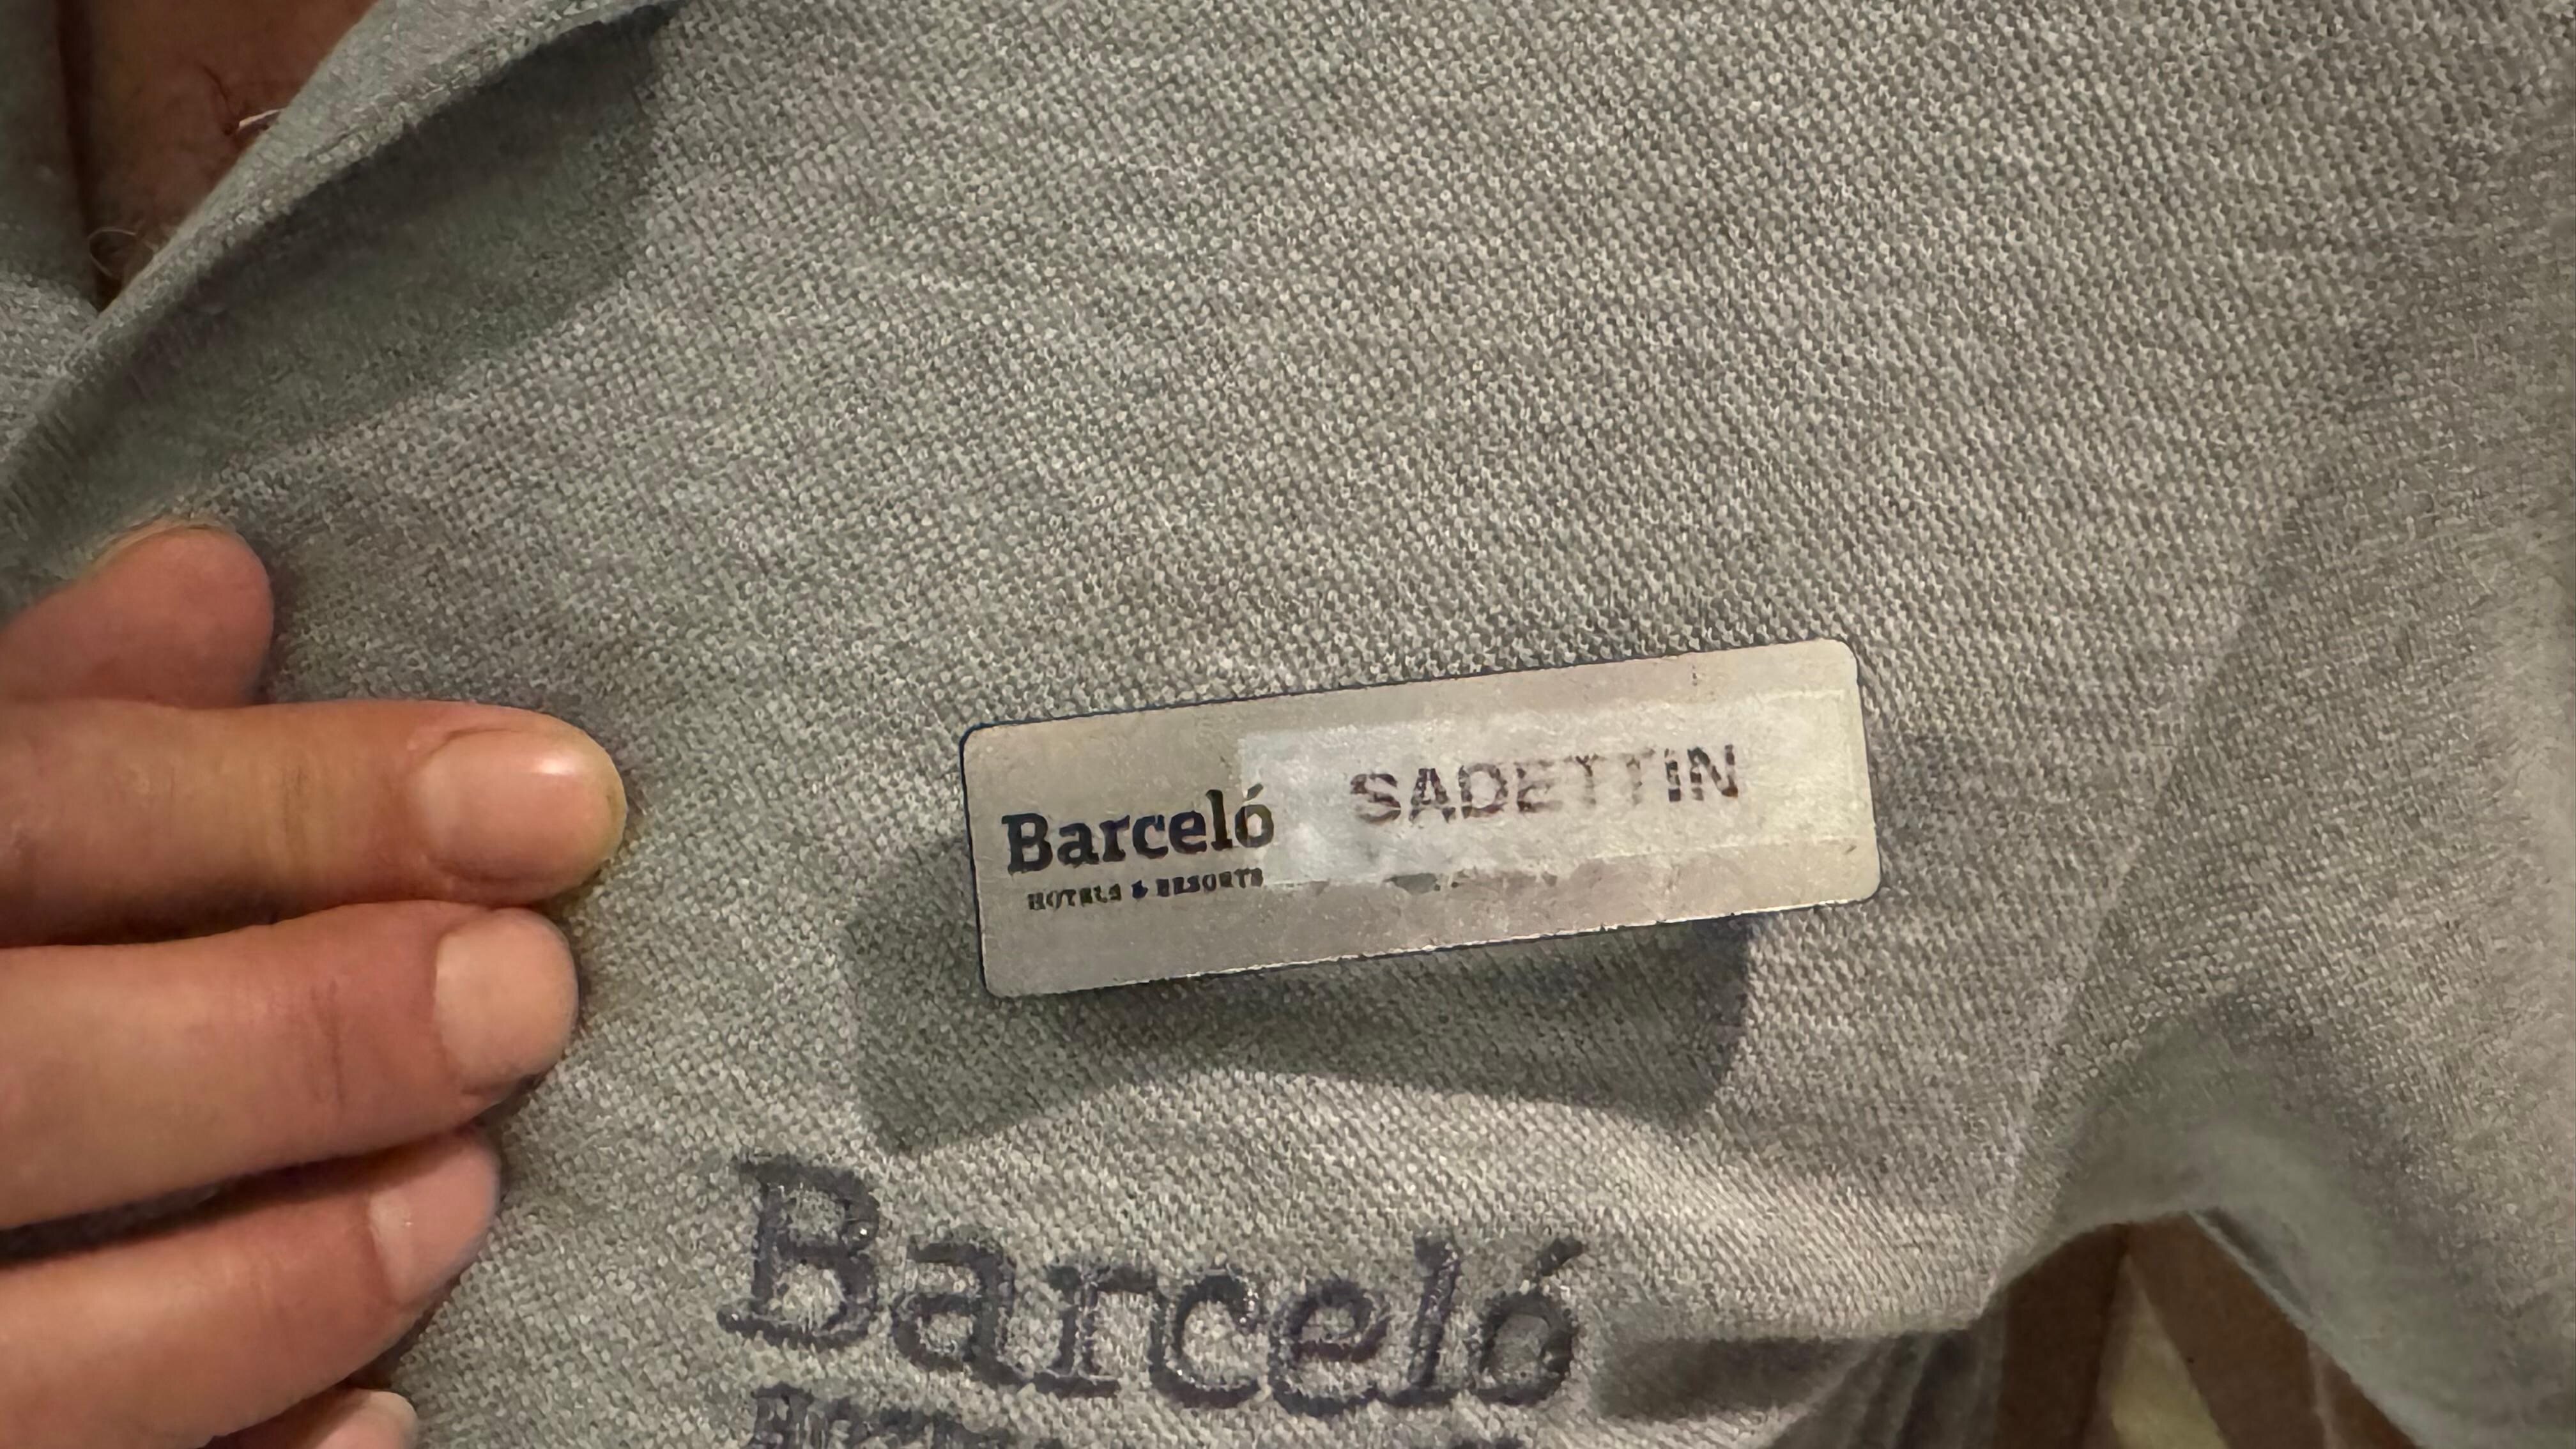 Barceló
HOTELS & RESORTS
SADETTIN
Barceló